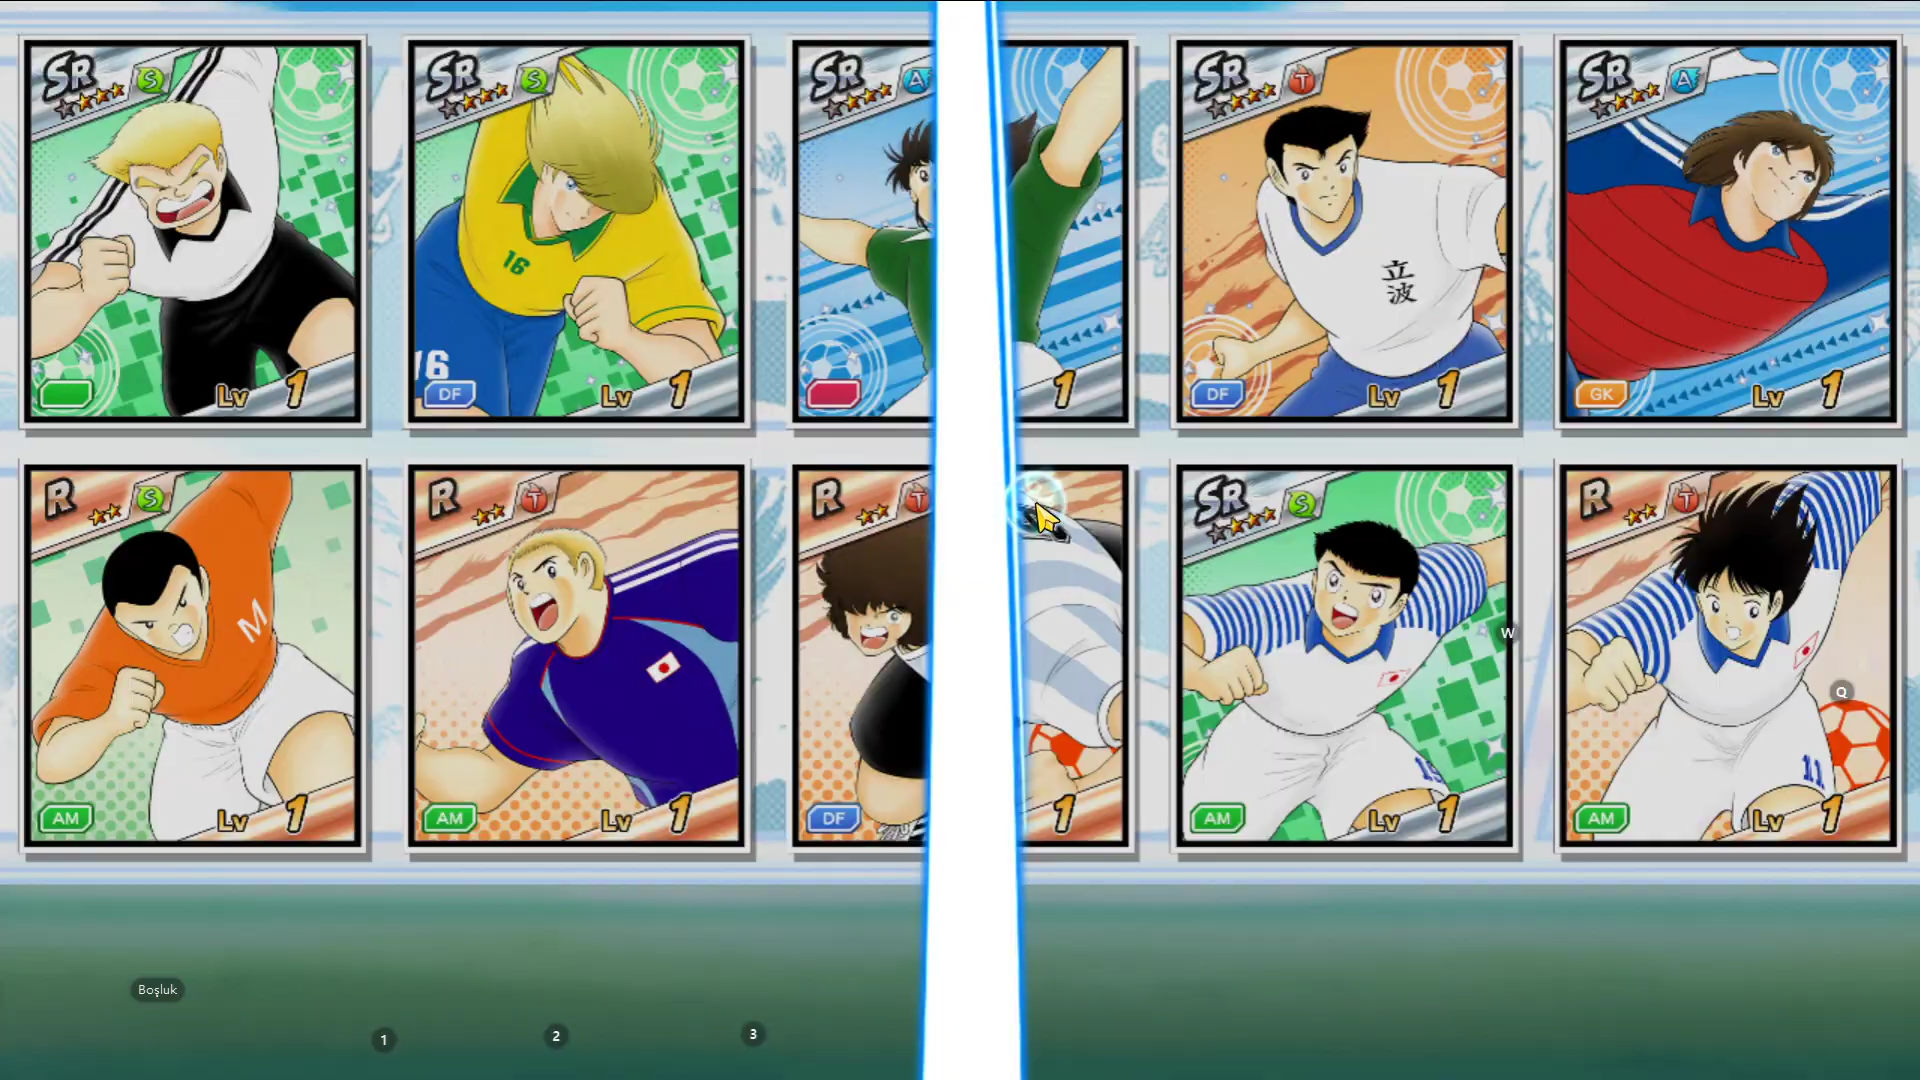 SR S
SR S
SR A
SR T
SR A
16
立波
16
DF
DF
GK
Lv 1
Lv 1
1
Lv 1
Lv 1
R S
R T
R T
SR S
R T
M
W
Q
11
AM
AM
DF
AM
AM
Lv 1
Lv 1
1
Lv 1
Lv 1
Boşluk
1
2
3